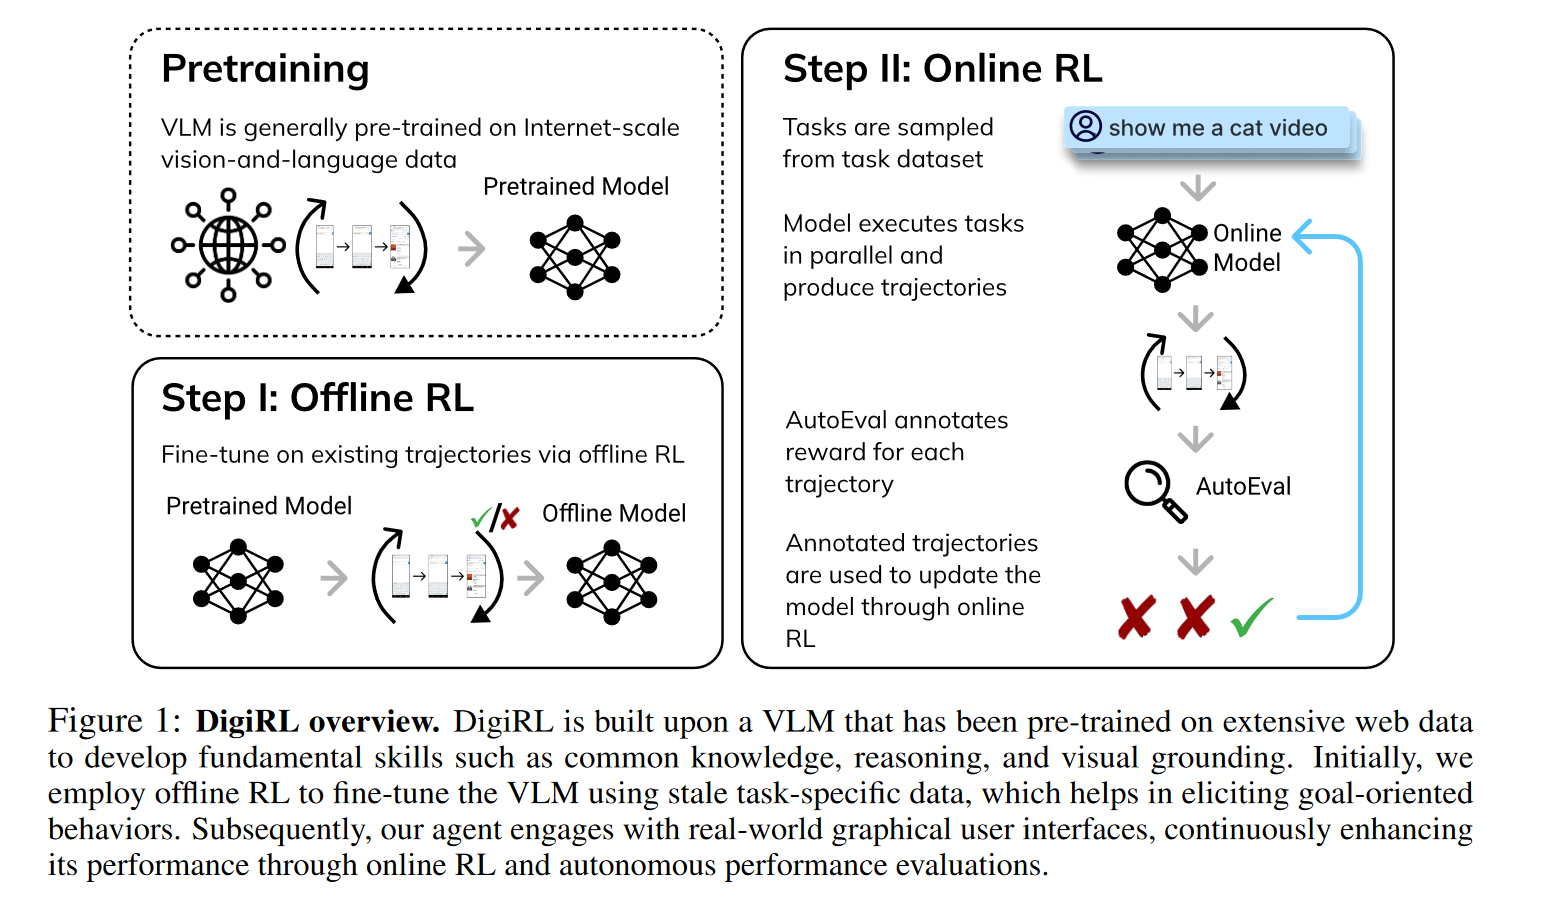 Pretraining
VLM is generally pre-trained on Internet-scale
vision-and-language data
Pretrained Model
Step I: Offline RL
Fine-tune on existing trajectories via offline RL
Pretrained Model
Offline Model
Step II: Online RL
Tasks are sampled
from task dataset
show me a cat video
Model executes tasks
in parallel and
produce trajectories
Online
Model
AutoEval annotates
reward for each
trajectory
AutoEval
Annotated trajectories
are used to update the
model through online
RL
Figure 1: DigiRL overview. DigiRL is built upon a VLM that has been pre-trained on extensive web data
to develop fundamental skills such as common knowledge, reasoning, and visual grounding. Initially, we
employ offline RL to fine-tune the VLM using stale task-specific data, which helps in eliciting goal-oriented
behaviors. Subsequently, our agent engages with real-world graphical user interfaces, continuously enhancing
its performance through online RL and autonomous performance evaluations.